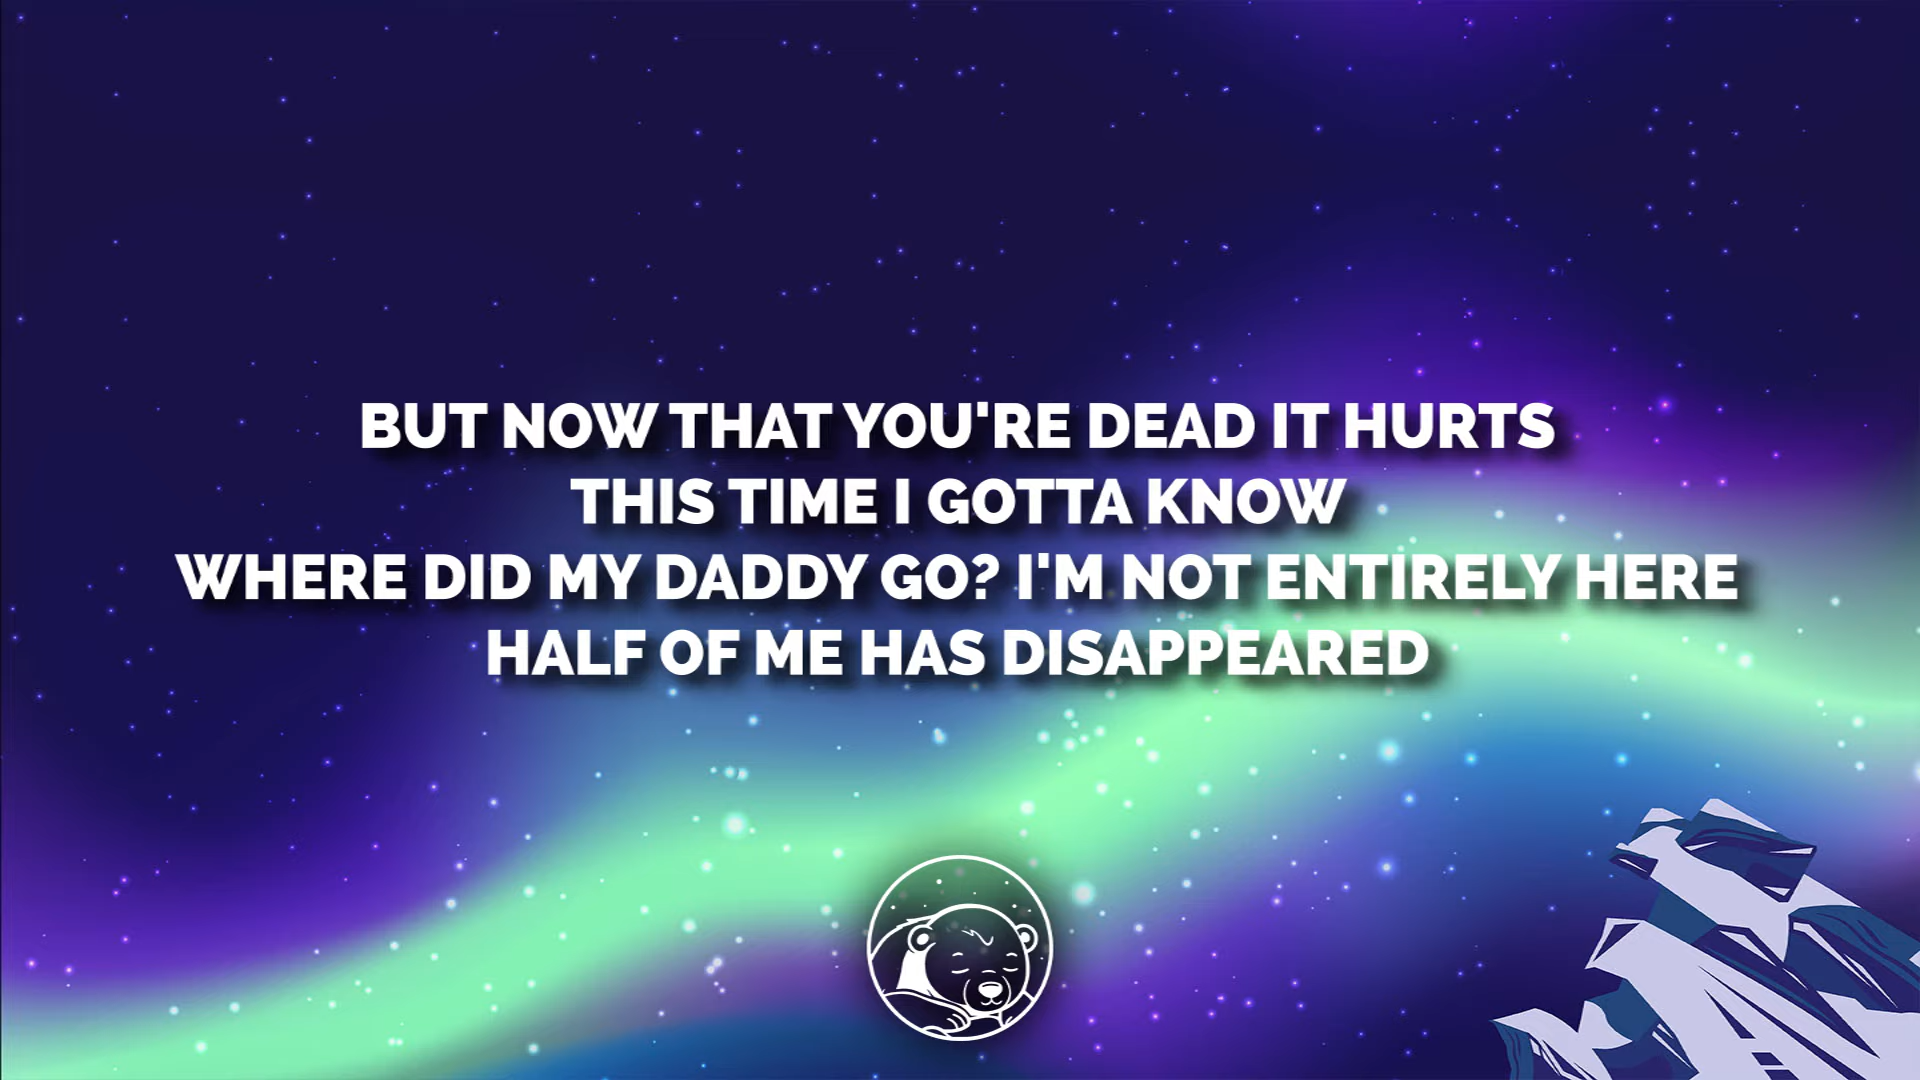 BUT NOW THAT YOU'RE DEAD IT HURTS
THIS TIME I GOTTA KNOW
WHERE DID MY DADDY GO? I'M NOT ENTIRELY HERE
HALF OF ME HAS DISAPPEARED